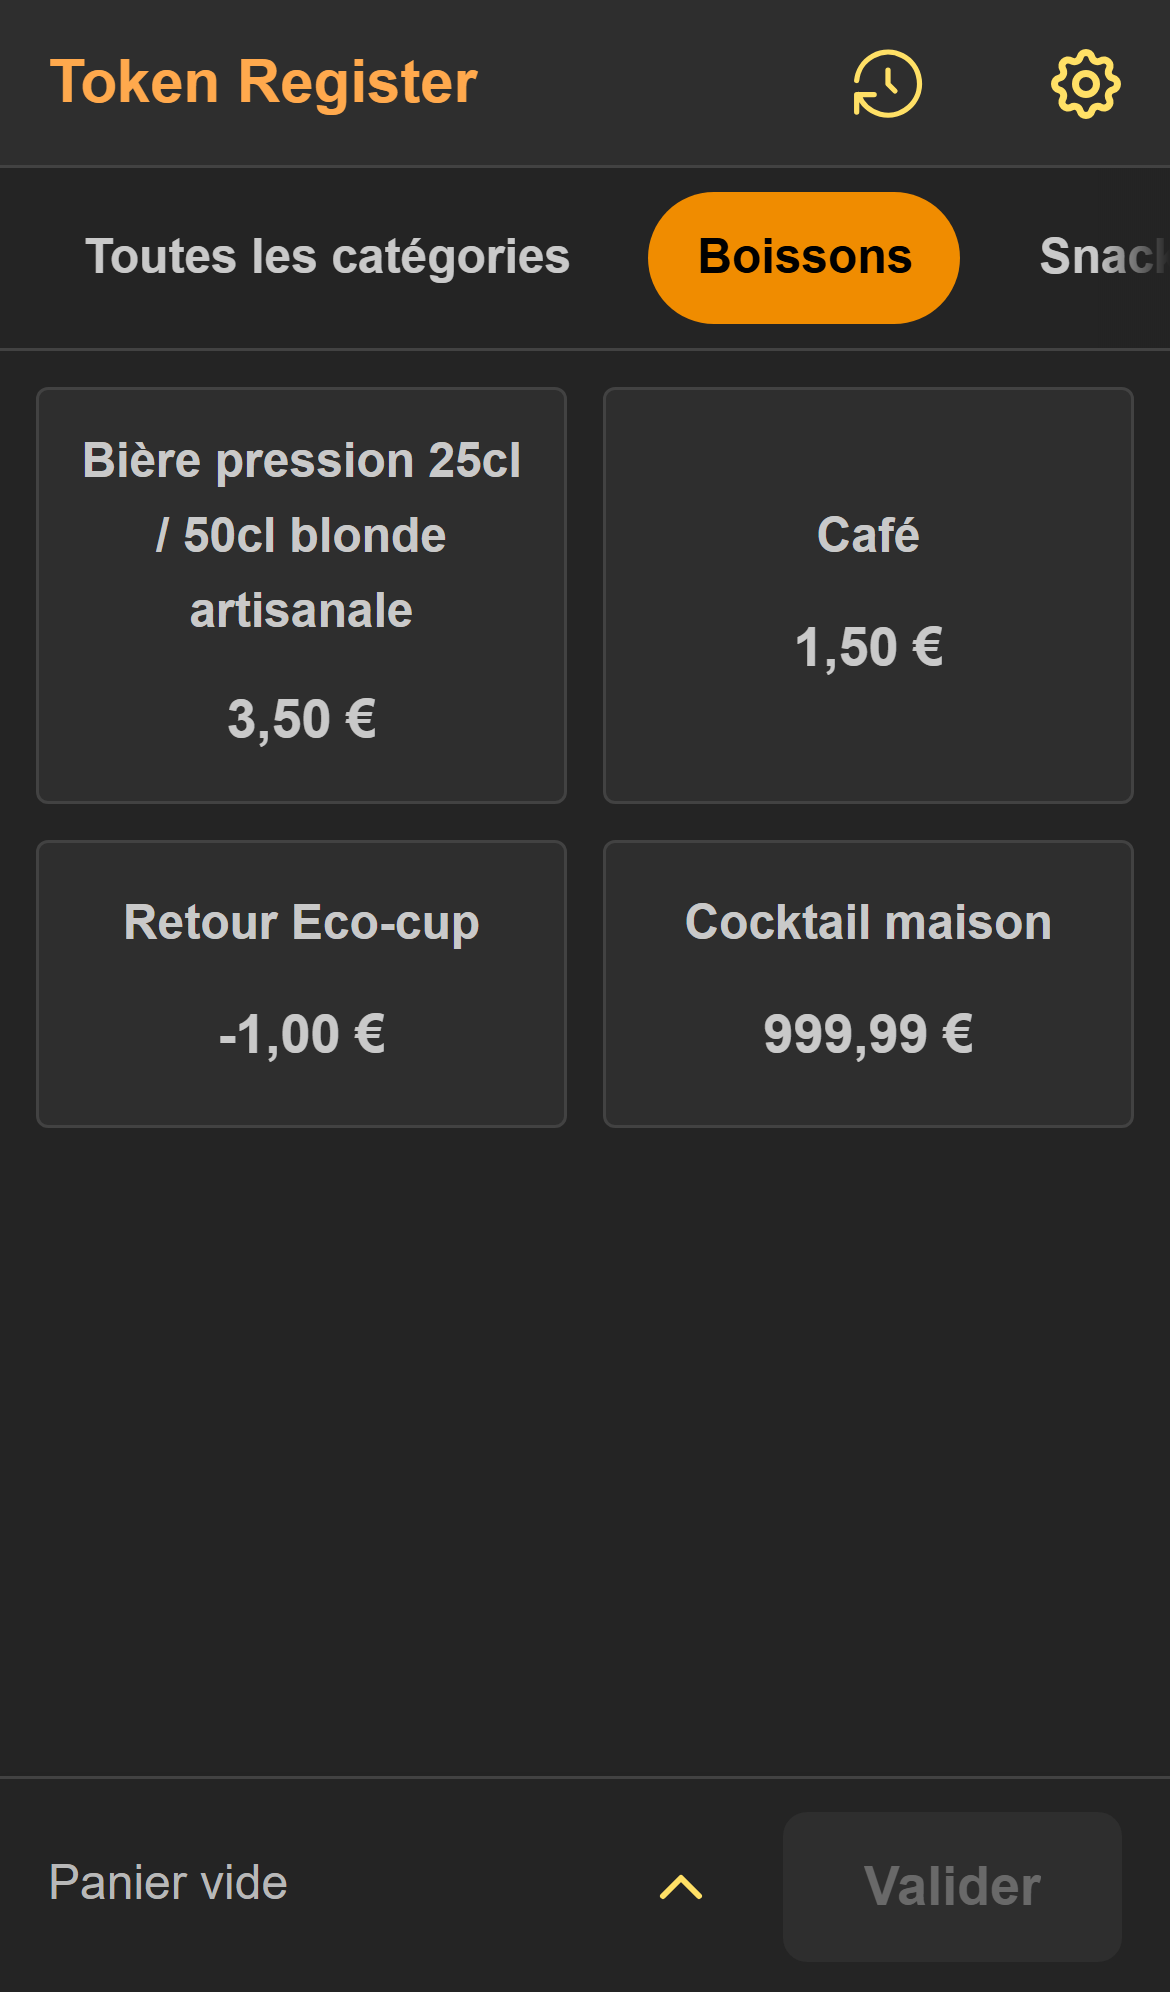 Token Register
Toutes les catégories
Boissons
Bière pression 25cl
/ 50cl blonde
artisanale
3,50 €
Café
1,50 €
Retour Eco-cup
-1,00 €
Cocktail maison
999,99 €
Panier vide
Valider